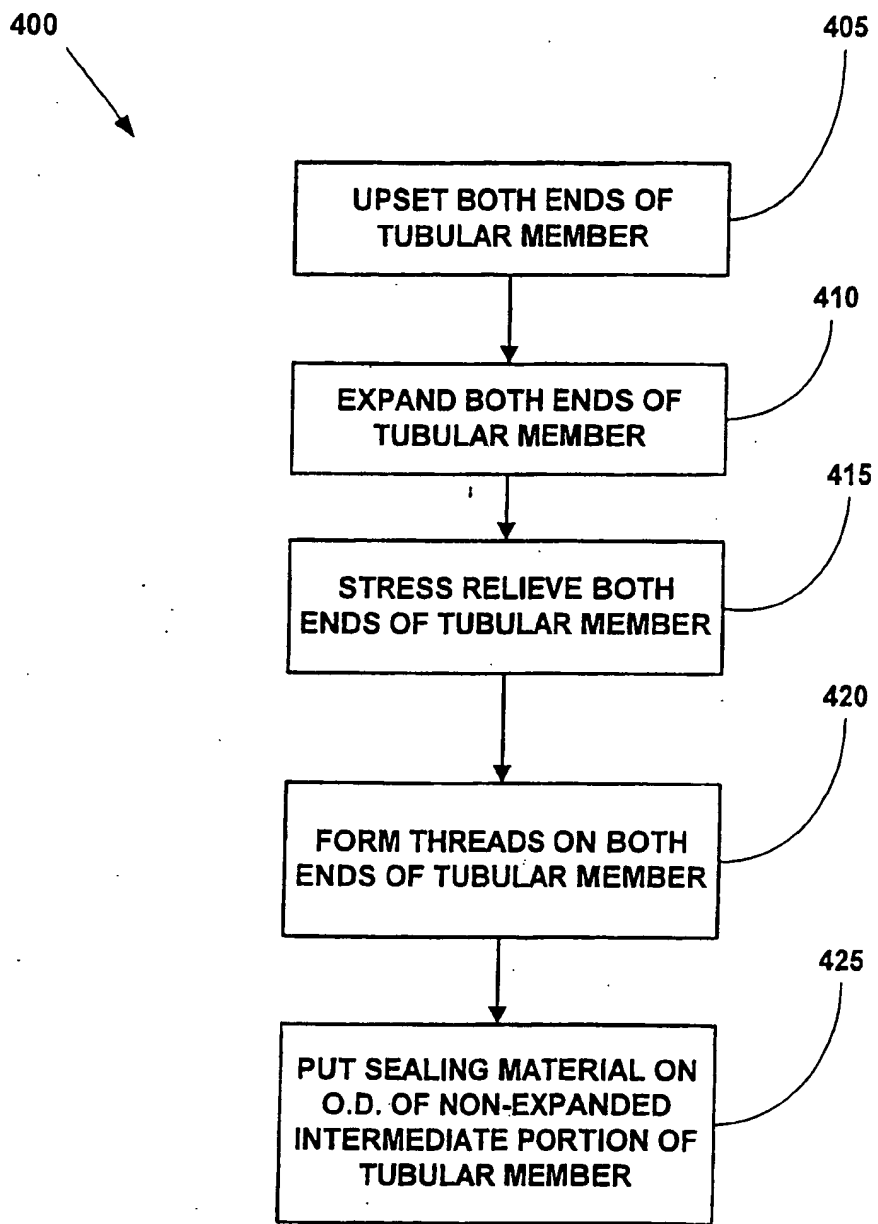 400
405
UPSET BOTH ENDS OF
TUBULAR MEMBER
410
EXPAND BOTH ENDS OF
TUBULAR MEMBER
415
STRESS RELIEVE BOTH
ENDS OF TUBULAR MEMBER
420
FORM THREADS ON BOTH
ENDS OF TUBULAR MEMBER
425
PUT SEALING MATERIAL ON
O.D. OF NON-EXPANDED
INTERMEDIATE PORTION OF
TUBULAR MEMBER